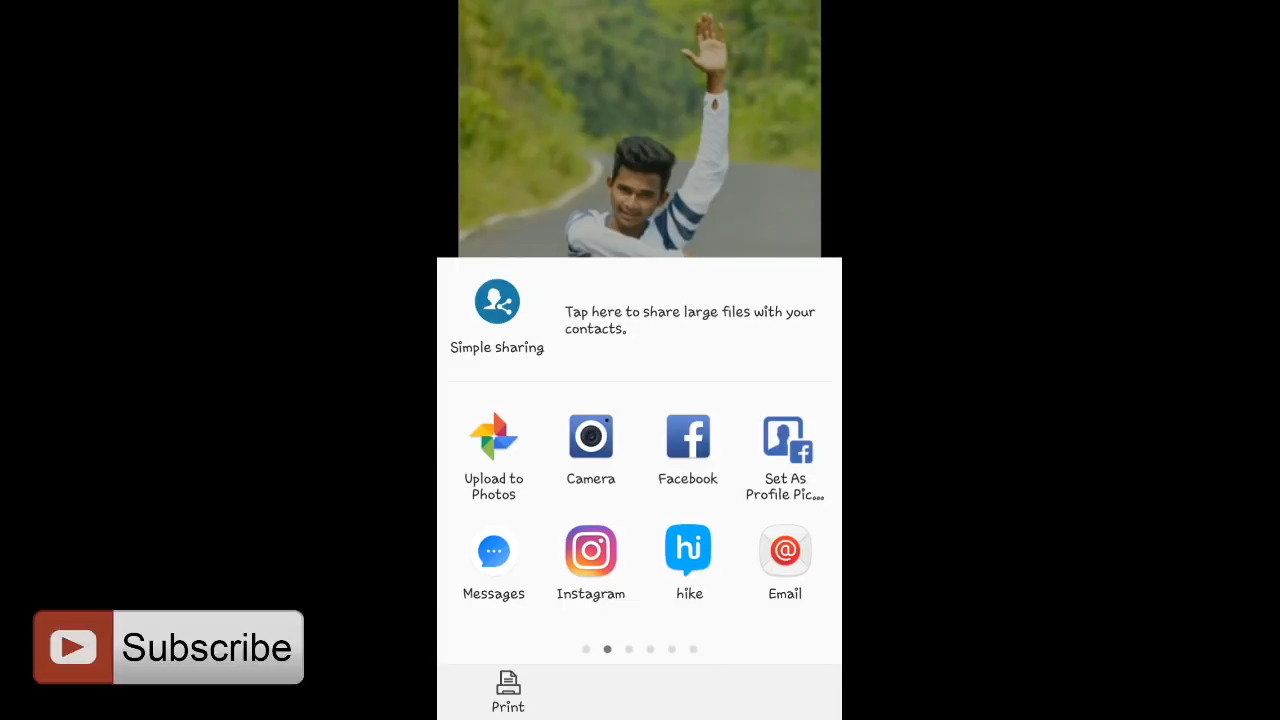 Tap here to share large files with your
contacts.
Simple sharing
Upload to
Photos
Camera
Facebook
Set As
Profile Pic...
Messages
Instagram
hi
hike
@
Email
Subscribe
Print